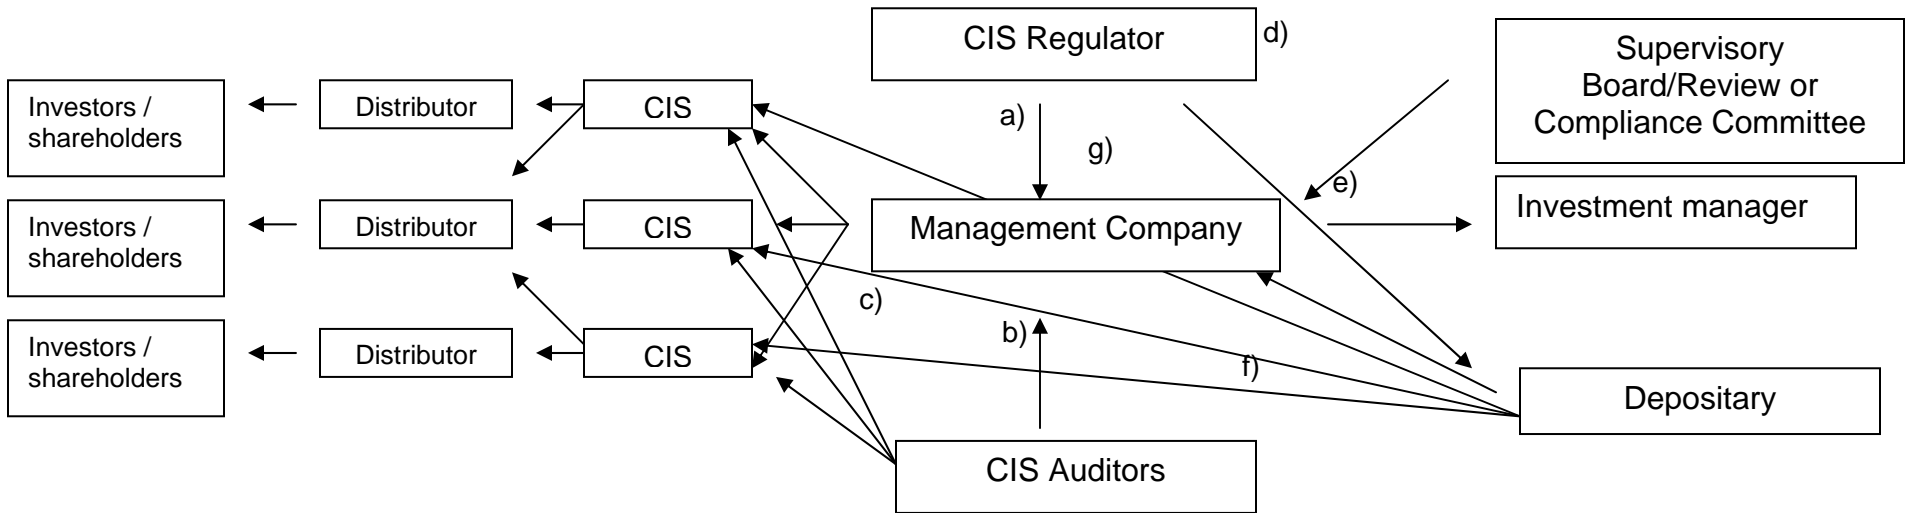 CIS Regulator
d)
Supervisory
Board/Review or
Compliance Committee
Investors /
shareholders
Distributor
CIS
a)
g)
e)
Investors /
shareholders
Distributor
CIS
Management Company
Investment manager
c)
b)
f)
Investors /
shareholders
Distributor
CIS
Depositary
CIS Auditors